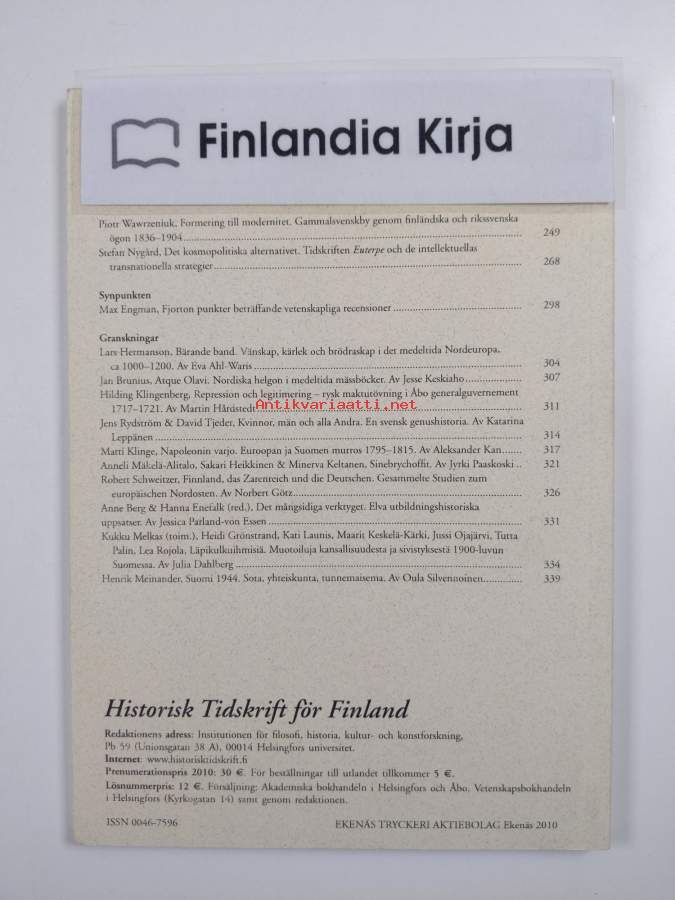 Finlandia Kirja
Piotr Wawrzeniuk, Formering till modernitet. Gammalsvenskby genom finländska och rikssvenska
ögon 1836–1904 249
Stefan Nygård, Det kosmopolitiska alternativet. Tidskriften Euterpe och de intellektuellas
transnationella strategier 268
Synpunkten
Max Engman, Fjorton punkter beträffande vetenskapliga recensioner 298
Granskningar
Lars Hermanson, Bärande band. Vänskap, kärlek och brödraskap i det medeltida Nordeuropa,
ca 1000–1200. Av Eva Ahl-Waris 304
Jan Brunius, Atque Olavi. Nordiska helgon i medeltida mässböcker. Av Jesse Keskiaho 307
Hilding Klingenberg, Repression och legitimering – rysk maktutövning i Åbo generalguvernement
1717–1721. Av Martin Hårdstedt 311
Antikvariaatti.net
Jens Rydström & David Tjeder, Kvinnor, män och alla Andra. En svensk genushistoria. Av Katarina
Leppänen 314
Matti Klinge, Napoleonin varjo. Euroopan ja Suomen murros 1795–1815. Av Aleksander Kan 317
Anneli Mäkelä-Alitalo, Sakari Heikkinen & Minerva Keltanen, Sinebrychoffit. Av Jyrki Paaskoski 321
Robert Schweitzer, Finnland, das Zarenreich und die Deutschen. Gesammelte Studien zum
europäischen Nordosten. Av Norbert Götz 326
Anne Berg & Hanna Enefalk (red.), Det mångsidiga verktyget. Elva utbildningshistoriska
uppsatser. Av Jessica Parland-von Essen 331
Kukku Melkas (toim.), Heidi Grönstrand, Kati Launis, Maarit Leskelä-Kärki, Jussi Ojajärvi, Tutta
Palin, Lea Rojola, Läpikulkuihmisiä. Muotoiluja kansallisuudesta ja sivistyksestä 1900-luvun
Suomessa. Av Julia Dahlberg 334
Henrik Meinander, Suomi 1944. Sota, yhteiskunta, tunnemaisema. Av Oula Silvennoinen 339
Historisk Tidskrift för Finland
Redaktionens adress: Institutionen för filosofi, historia, kultur- och konstforskning,
Pb 59 (Unionsgatan 38 A), 00014 Helsingfors universitet.
Internet: www.historisktidskrift.fi
Prenumerationspris 2010: 30 €. För beställningar till utlandet tillkommer 5 €.
Lösnummerpris: 12 €. Försäljning: Akademiska bokhandeln i Helsingfors och Åbo, Vetenskapsbokhandeln
i Helsingfors (Kyrkogatan 14) samt genom redaktionen.
ISSN 0046-7596 EKENÄS TRYCKERI AKTIEBOLAG Ekenäs 2010